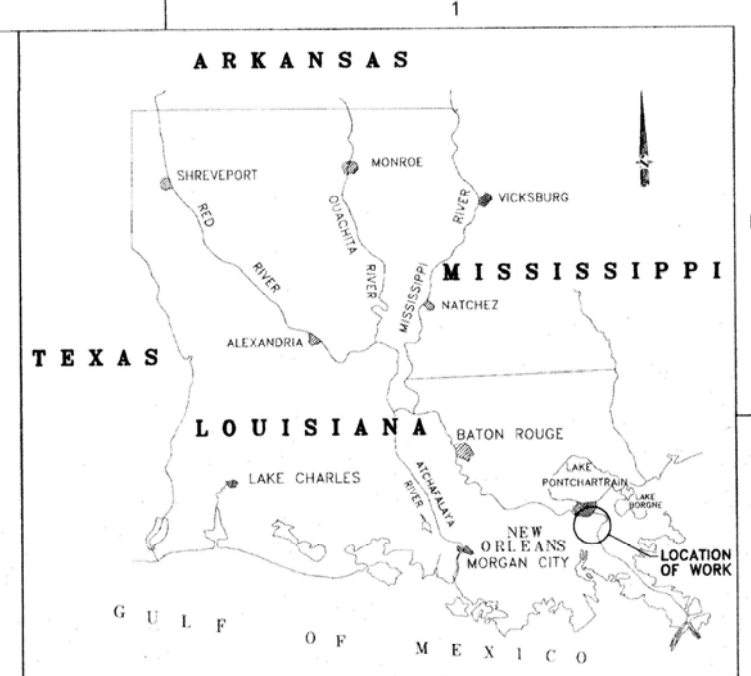 1
ARKANSAS
SHREVEPORT
MONROE
VICKSBURG
RED
RIVER
OUACHITA
RIVER
MISSISSIPPI
RIVER
MISSISSIPPI
NATCHEZ
ALEXANDRIA
TEXAS
LOUISIANA
BATON ROUGE
LAKE
PONTCHARTRAIN
LAKE
BORGNE
LAKE CHARLES
ATCHAFALAYA
RIVER
NEW
ORLEANS
MORGAN CITY
LOCATION
OF WORK
GULF OF MEXICO